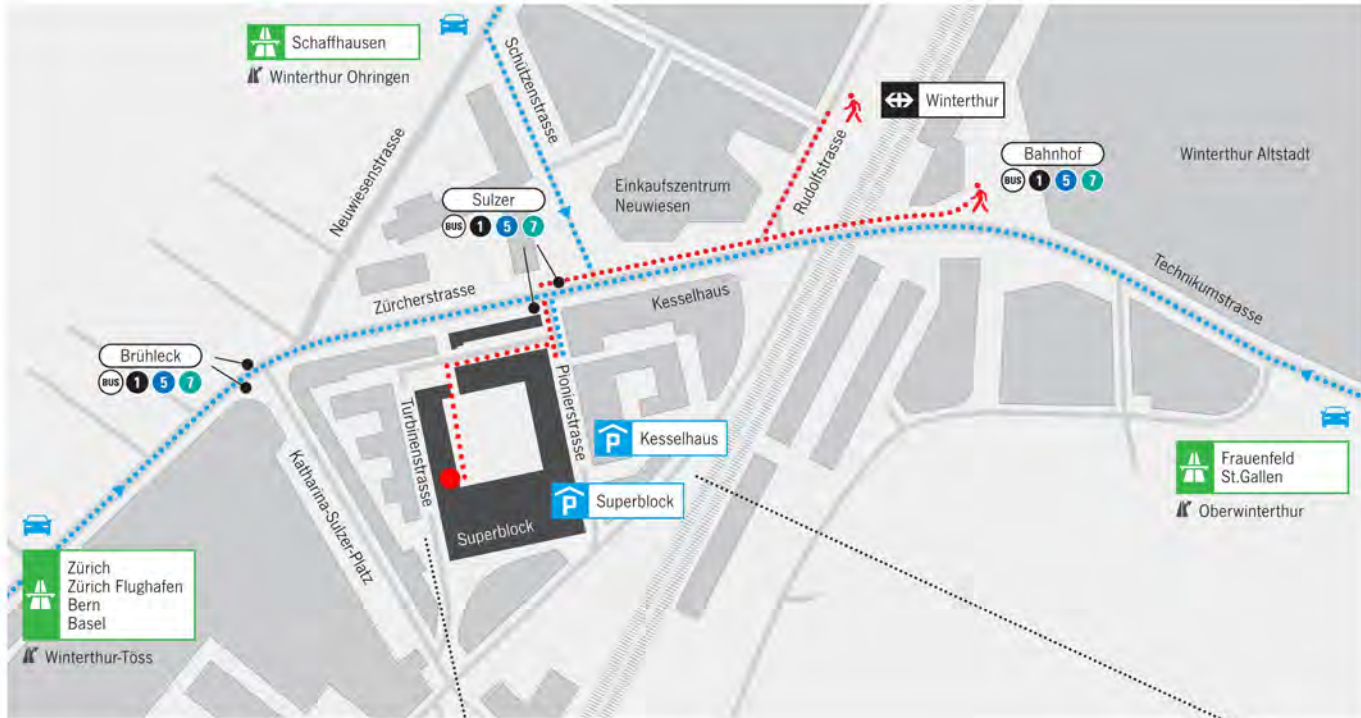 Schaffhausen
Winterthur Ohringen
Schützenstrasse
Neuwiesenstrasse
Winterthur
Rudolfstrasse
Bahnhof
BUS 1 5 7
Winterthur Altstadt
Einkaufszentrum
Neuwiesen
Sulzer
BUS 1 5 7
Zürcherstrasse
Kesselhaus
Technikumstrasse
Brühleck
BUS 1 5 7
Pionierstrasse
Turbinenstrasse
Katharina-Sulzer-Platz
P Kesselhaus
P Superblock
Superblock
Frauenfeld
St.Gallen
Oberwinterthur
Zürich
Zürich Flughafen
Bern
Basel
Winterthur-Töss